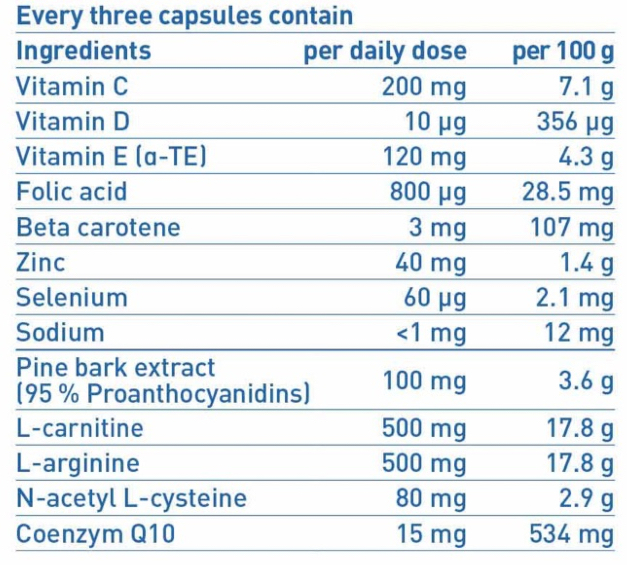 Every three capsules contain
Ingredients per daily dose per 100 g
Vitamin C 200 mg 7.1 g
Vitamin D 10 µg 356 µg
Vitamin E (α-TE) 120 mg 4.3 g
Folic acid 800 µg 28.5 mg
Beta carotene 3 mg 107 mg
Zinc 40 mg 1.4 g
Selenium 60 µg 2.1 mg
Sodium <1 mg 12 mg
Pine bark extract
(95 % Proanthocyanidins) 100 mg 3.6 g
L-carnitine 500 mg 17.8 g
L-arginine 500 mg 17.8 g
N-acetyl L-cysteine 80 mg 2.9 g
Coenzym Q10 15 mg 534 mg